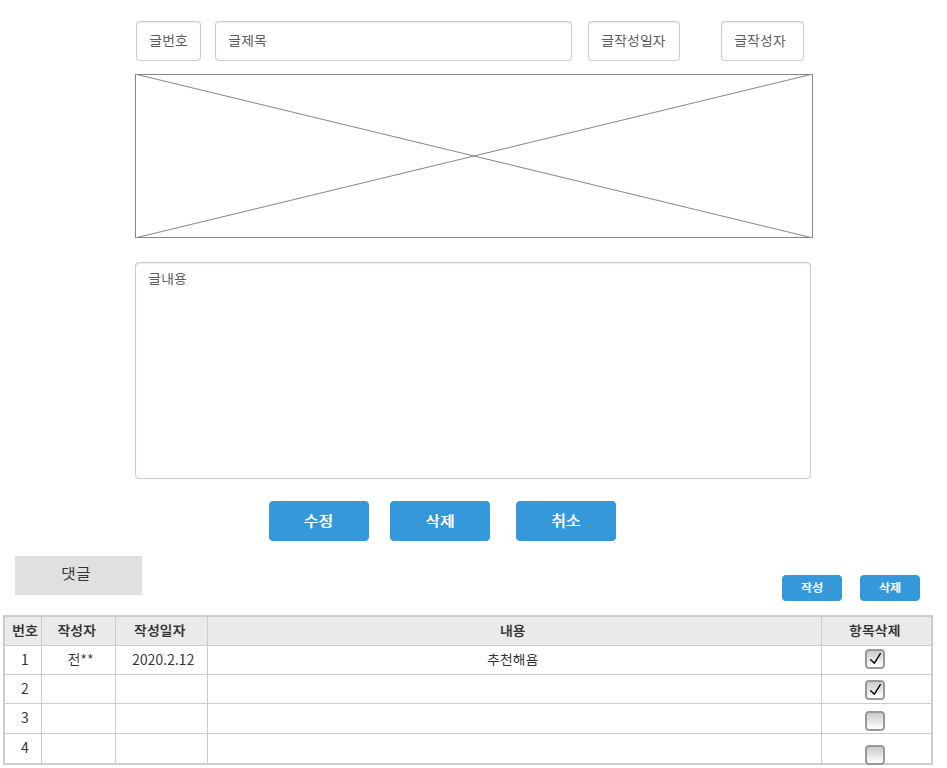 글번호 글제목 글작성일자 글작성자
글내용
수정 삭제 취소
댓글
작성 삭제
번호 작성자 작성일자 내용 항목삭제
1 전** 2020.2.12 추천해욤
2
3
4